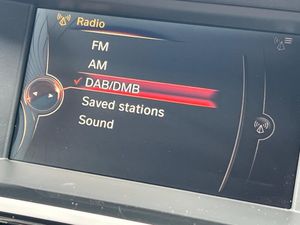 Radio
FM
AM
DAB/DMB
Saved stations
Sound